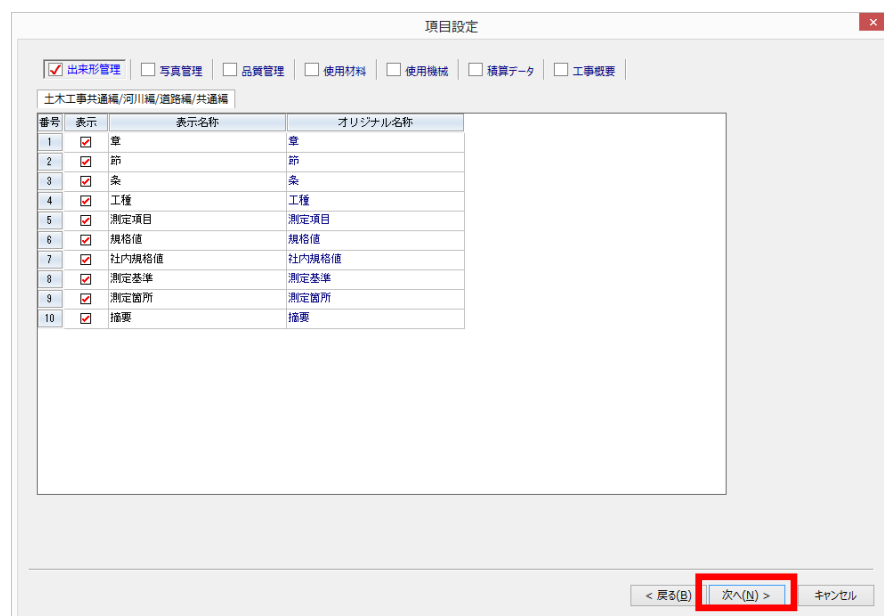 項目設定
出来形管理 写真管理 品質管理 使用材料 使用機械 積算データ 工事概要
土木工事共通編/河川編/道路編/共通編
番号 表示 表示名称 オリジナル名称
1 章 章
2 節 節
3 条 条
4 工種 工種
5 測定項目 測定項目
6 規格値 規格値
7 社内規格値 社内規格値
8 測定基準 測定基準
9 測定箇所 測定箇所
10 摘要 摘要
< 戻る(B) 次へ(N) > キャンセル